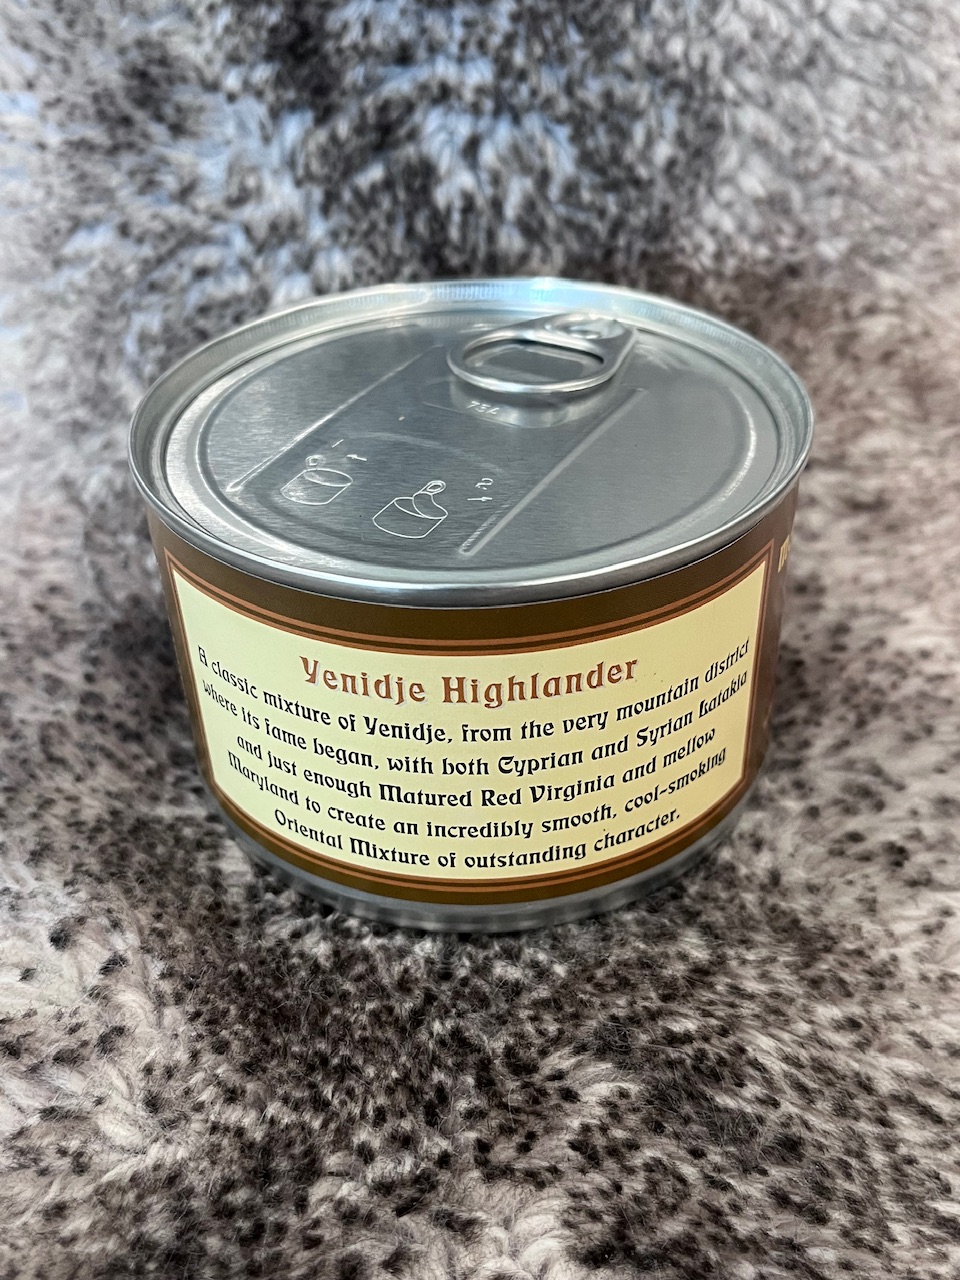 73L
Yenidje Highlander
A classic mixture of Yenidje, from the very mountain district
where its fame began, with both Cyprian and Syrian Latakia
and just enough Matured Red Virginia and mellow
Maryland to create an incredibly smooth, cool-smoking
Oriental Mixture of outstanding character.